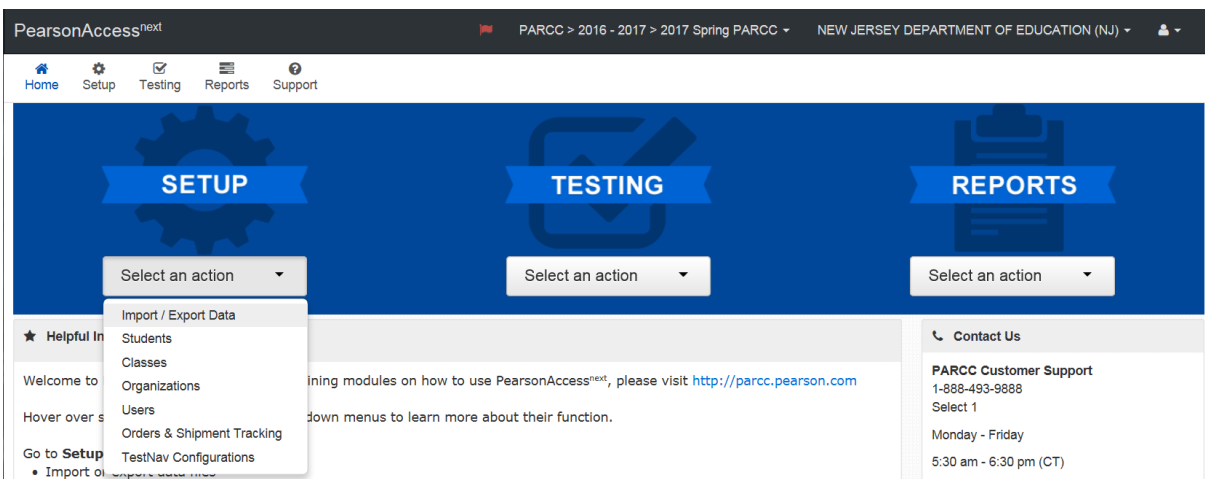 PearsonAccessnext
PARCC > 2016 - 2017 > 2017 Spring PARCC
NEW JERSEY DEPARTMENT OF EDUCATION (NJ)
Home
Setup
Testing
Reports
Support
SETUP
TESTING
REPORTS
Select an action
Select an action
Select an action
Import / Export Data
Students
Classes
Organizations
Users
Orders & Shipment Tracking
TestNav Configurations
Helpful In
Welcome to ining modules on how to use PearsonAccessnext, please visit http://parcc.pearson.com
Hover over s down menus to learn more about their function.
Go to Setup
• Import or export data files
Contact Us
PARCC Customer Support
1-888-493-9888
Select 1
Monday - Friday
5:30 am - 6:30 pm (CT)